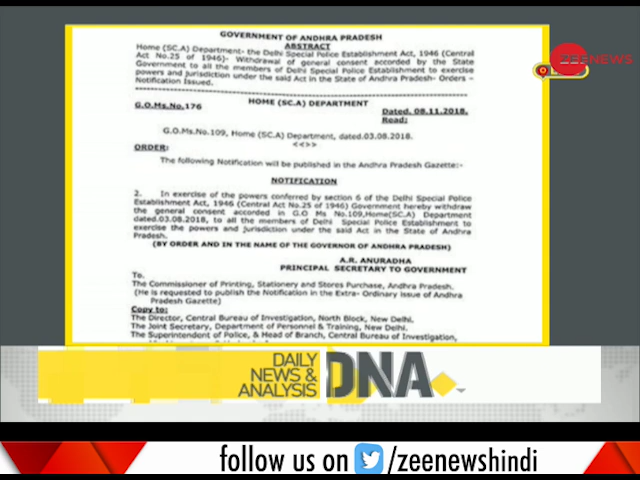 GOVERNMENT OF ANDHRA PRADESH
ABSTRACT
Home (SC.A) Department- the Delhi Special Police Establishment Act, 1946 (Central
Act No.25 of 1946)- Withdrawal of general consent accorded by the State
Government to all the members of Delhi Special Police Establishment to exercise
powers and Jurisdiction under the said Act in the State of Andhra Pradesh- Orders –
Notification Issued.
ZEE NEWS
HOME (SC.A) DEPARTMENT
G.O.Ms.No.176
Dated. 08.11.2018.
Read:
G.O.Ms.No.109, Home (SC.A) Department, dated.03.08.2018.
<<>>
ORDER:
The following Notification will be published in the Andhra Pradesh Gazette:-
NOTIFICATION
2. In exercise of the powers conferred by section 6 of the Delhi Special Police
Establishment Act, 1946 (Central Act No.25 of 1946) Government hereby withdraw
the general consent accorded in G.O Ms No.109,Home(SC.A) Department
dated.03.08.2018, to all the members of Delhi Special Police Establishment to
exercise the powers and jurisdiction under the said Act in the State of Andhra
Pradesh.
(BY ORDER AND IN THE NAME OF THE GOVERNOR OF ANDHRA PRADESH)
A.R. ANURADHA
PRINCIPAL SECRETARY TO GOVERNMENT
To
The Commissioner of Printing, Stationery and Stores Purchase, Andhra Pradesh.
(He is requested to publish the Notification in the Extra- Ordinary issue of Andhra
Pradesh Gazette)
Copy to:
The Director, Central Bureau of Investigation, North Block, New Delhi.
The Joint Secretary, Department of Personnel & Training, New Delhi.
The Superintendent of Police, & Head of Branch, Central Bureau of Investigation,
DAILY
NEWS &
ANALYSIS
DNA
follow us on /zeenewshindi